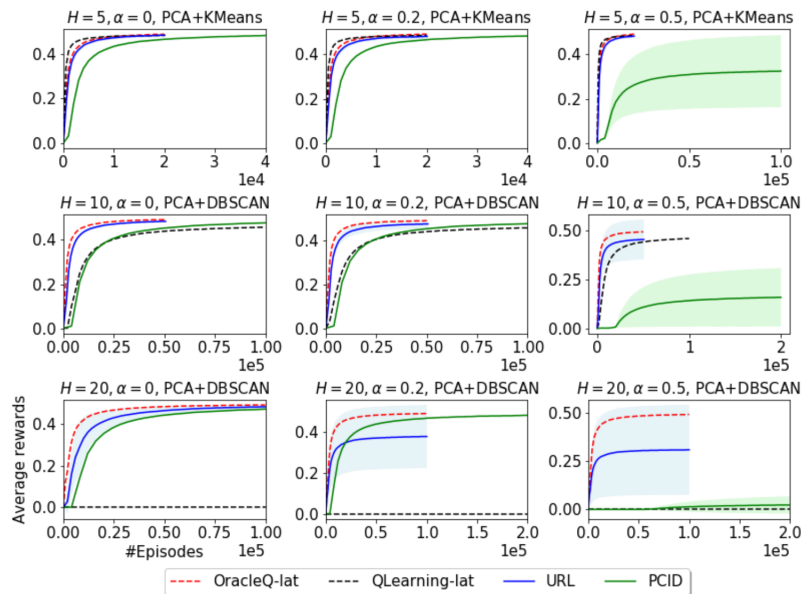 H = 5, α = 0, PCA+KMeans
H = 5, α = 0.2, PCA+KMeans
H = 5, α = 0.5, PCA+KMeans
0.4
0.2
0.0
0
1
2
3
4
1e4
0.4
0.2
0.0
0
1
2
3
4
1e4
0.4
0.2
0.0
0.0
0.5
1.0
1e5
H = 10, α = 0, PCA+DBSCAN
H = 10, α = 0.2, PCA+DBSCAN
H = 10, α = 0.5, PCA+DBSCAN
0.4
0.2
0.0
0.00
0.25
0.50
0.75
1.00
1e5
0.4
0.2
0.0
0.00
0.25
0.50
0.75
1.00
1e5
0.50
0.25
0.00
0
1
2
1e5
H = 20, α = 0, PCA+DBSCAN
H = 20, α = 0.2, PCA+DBSCAN
H = 20, α = 0.5, PCA+DBSCAN
Average rewards
0.4
0.2
0.0
0.00
0.25
0.50
0.75
1.00
#Episodes
1e5
0.4
0.2
0.0
0.0
0.5
1.0
1.5
2.0
1e5
0.50
0.25
0.00
0.0
0.5
1.0
1.5
2.0
1e5
OracleQ-lat
QLearning-lat
URL
PCID